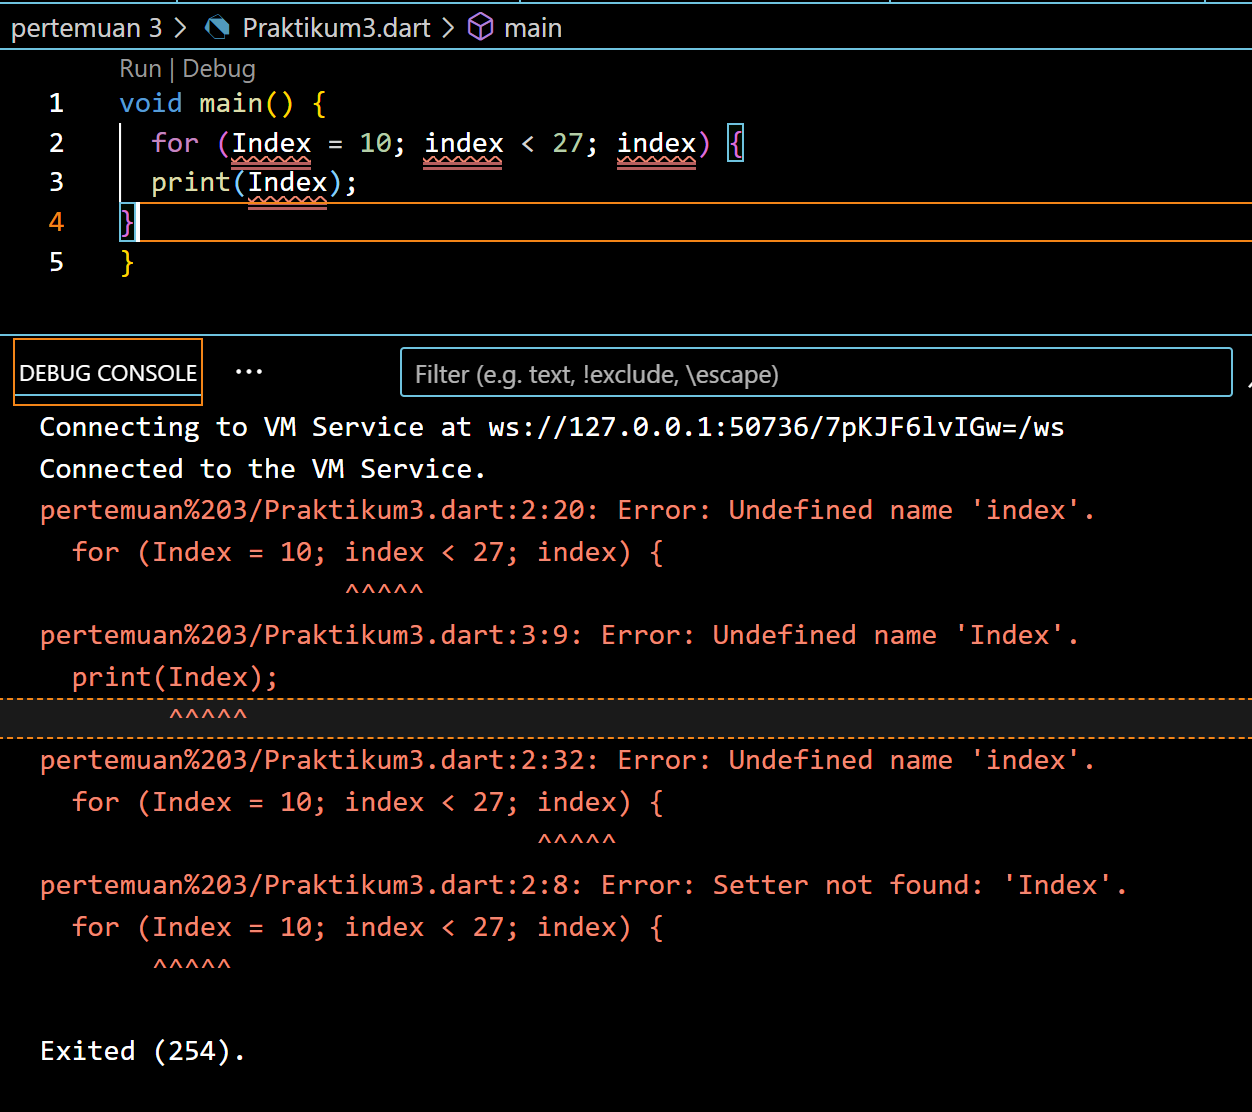 pertemuan 3 > Praktikum3.dart > main
Run | Debug
1 void main() {
2 for (Index = 10; index < 27; index) {
3 print(Index);
4 }
5 }
DEBUG CONSOLE ... Filter (e.g. text, !exclude, \escape)
Connecting to VM Service at ws://127.0.0.1:50736/7pKJF6lvIGw=/ws
Connected to the VM Service.
pertemuan%203/Praktikum3.dart:2:20: Error: Undefined name 'index'.
for (Index = 10; index < 27; index) {
^^^^^
pertemuan%203/Praktikum3.dart:3:9: Error: Undefined name 'Index'.
print(Index);
^^^^^
pertemuan%203/Praktikum3.dart:2:32: Error: Undefined name 'index'.
for (Index = 10; index < 27; index) {
^^^^^
pertemuan%203/Praktikum3.dart:2:8: Error: Setter not found: 'Index'.
for (Index = 10; index < 27; index) {
^^^^^
Exited (254).